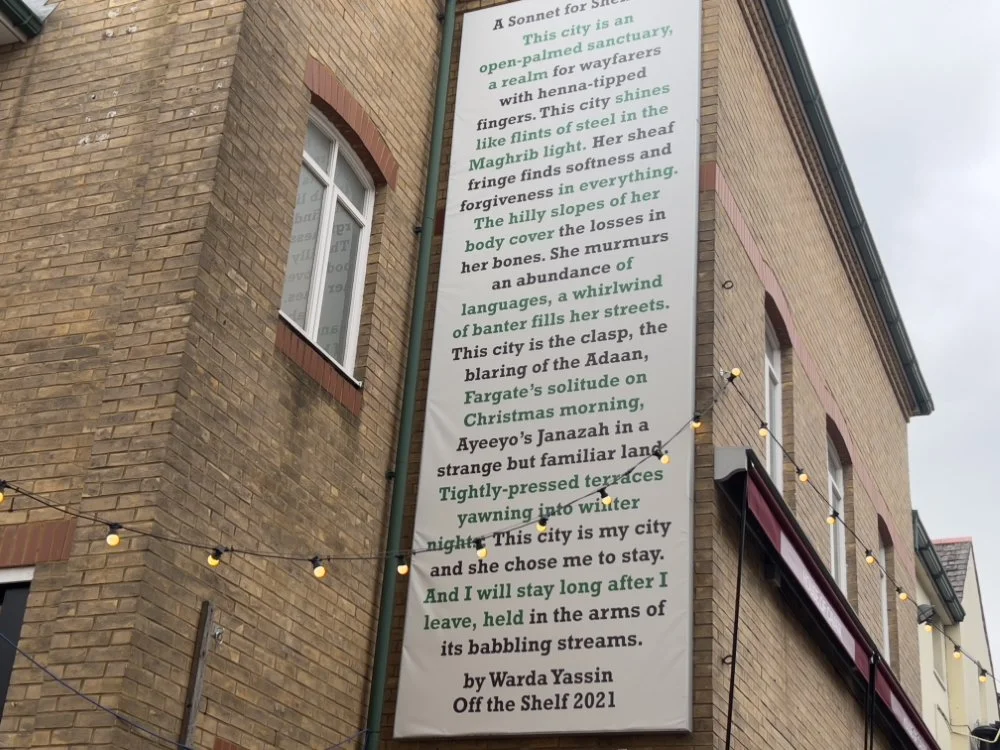 A Sonnet for
This city is an
open-palmed sanctuary,
a realm for wayfarers
with henna-tipped
fingers. This city shines
like flints of steel in the
Maghrib light. Her sheaf
fringe finds softness and
forgiveness in everything.
The hilly slopes of her
body cover the losses in
her bones. She murmurs
an abundance of
languages, a whirlwind
of banter fills her streets.
This city is the clasp, the
blaring of the Adaan,
Fargate's solitude on
Christmas morning,
Ayeeyo's Janazah in a
strange but familiar land.
Tightly-pressed terraces
yawning into winter
nights. This city is my city
and she chose me to stay.
And I will stay long after I
leave, held in the arms of
its babbling streams.
by Warda Yassin
Off the Shelf 2021